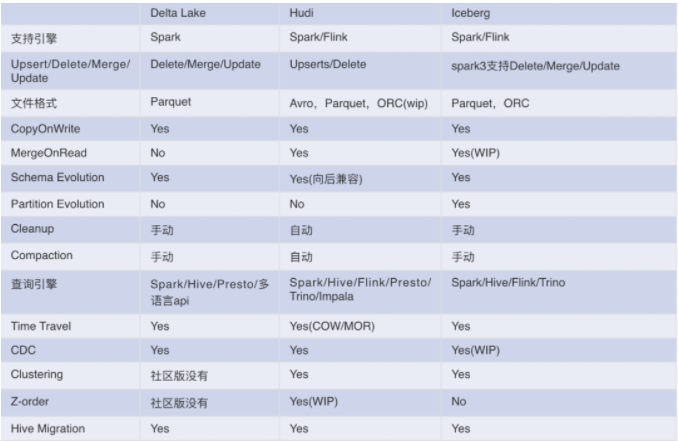 Delta Lake Hudi Iceberg
支持引擎 Spark Spark/Flink Spark/Flink
Upsert/Delete/Merge/ Delete/Merge/Update Upserts/Delete spark3支持Delete/Merge/Update
Update
文件格式 Parquet Avro，Parquet，ORC(wip) Parquet，ORC
CopyOnWrite Yes Yes Yes
MergeOnRead No Yes Yes(WIP)
Schema Evolution Yes Yes(向后兼容) Yes
Partition Evolution No No Yes
Cleanup 手动 自动 手动
Compaction 手动 自动 手动
查询引擎 Spark/Hive/Presto/多 Spark/Hive/Flink/Presto/ Spark/Hive/Flink/Trino
语言api Trino/Impala
Time Travel Yes Yes(COW/MOR) Yes
CDC Yes Yes Yes(WIP)
Clustering 社区版没有 Yes Yes
Z-order 社区版没有 Yes(WIP) No
Hive Migration Yes Yes Yes